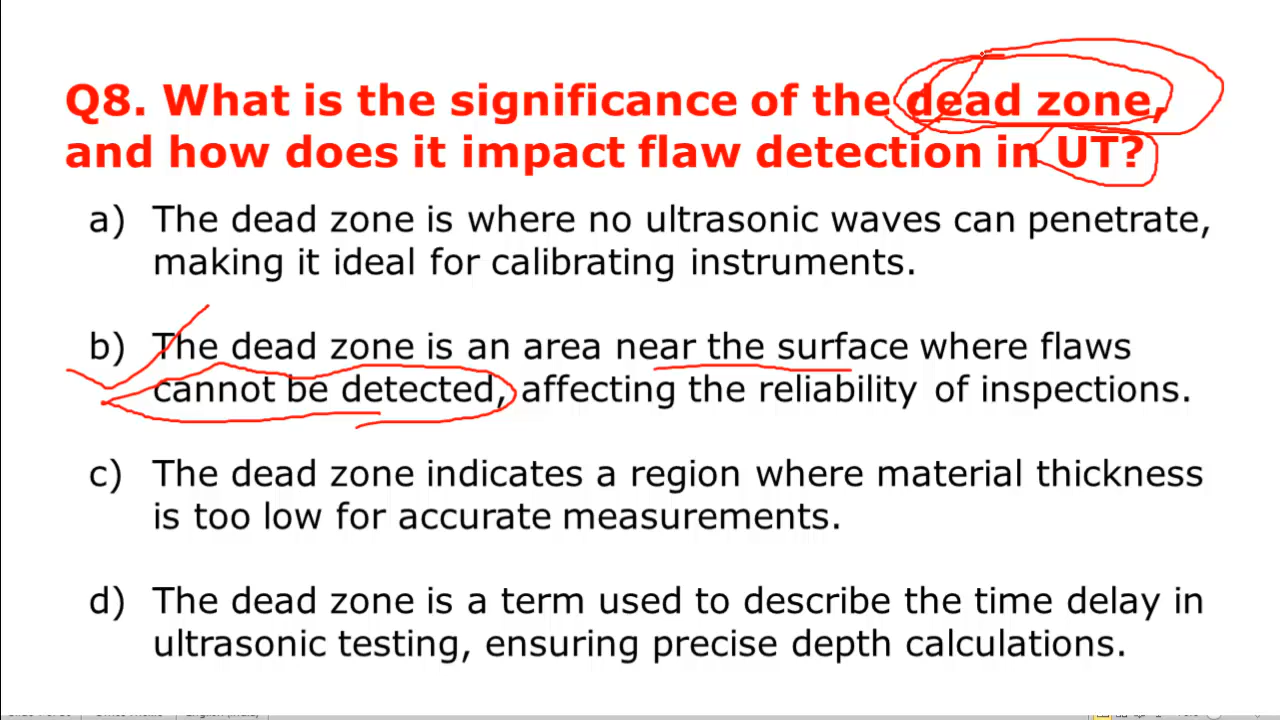 Q8. What is the significance of the dead zone,
and how does it impact flaw detection in UT?
a) The dead zone is where no ultrasonic waves can penetrate,
making it ideal for calibrating instruments.
b) The dead zone is an area near the surface where flaws
cannot be detected, affecting the reliability of inspections.
c) The dead zone indicates a region where material thickness
is too low for accurate measurements.
d) The dead zone is a term used to describe the time delay in
ultrasonic testing, ensuring precise depth calculations.